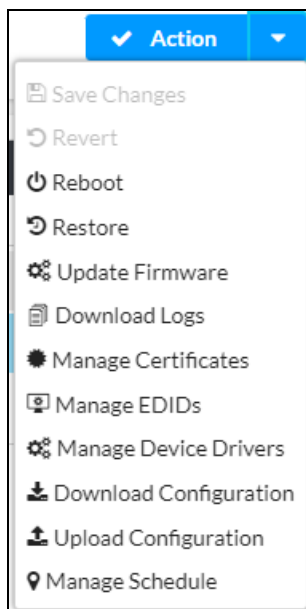 Action
Save Changes
Revert
Reboot
Restore
Update Firmware
Download Logs
Manage Certificates
Manage EDIDs
Manage Device Drivers
Download Configuration
Upload Configuration
Manage Schedule